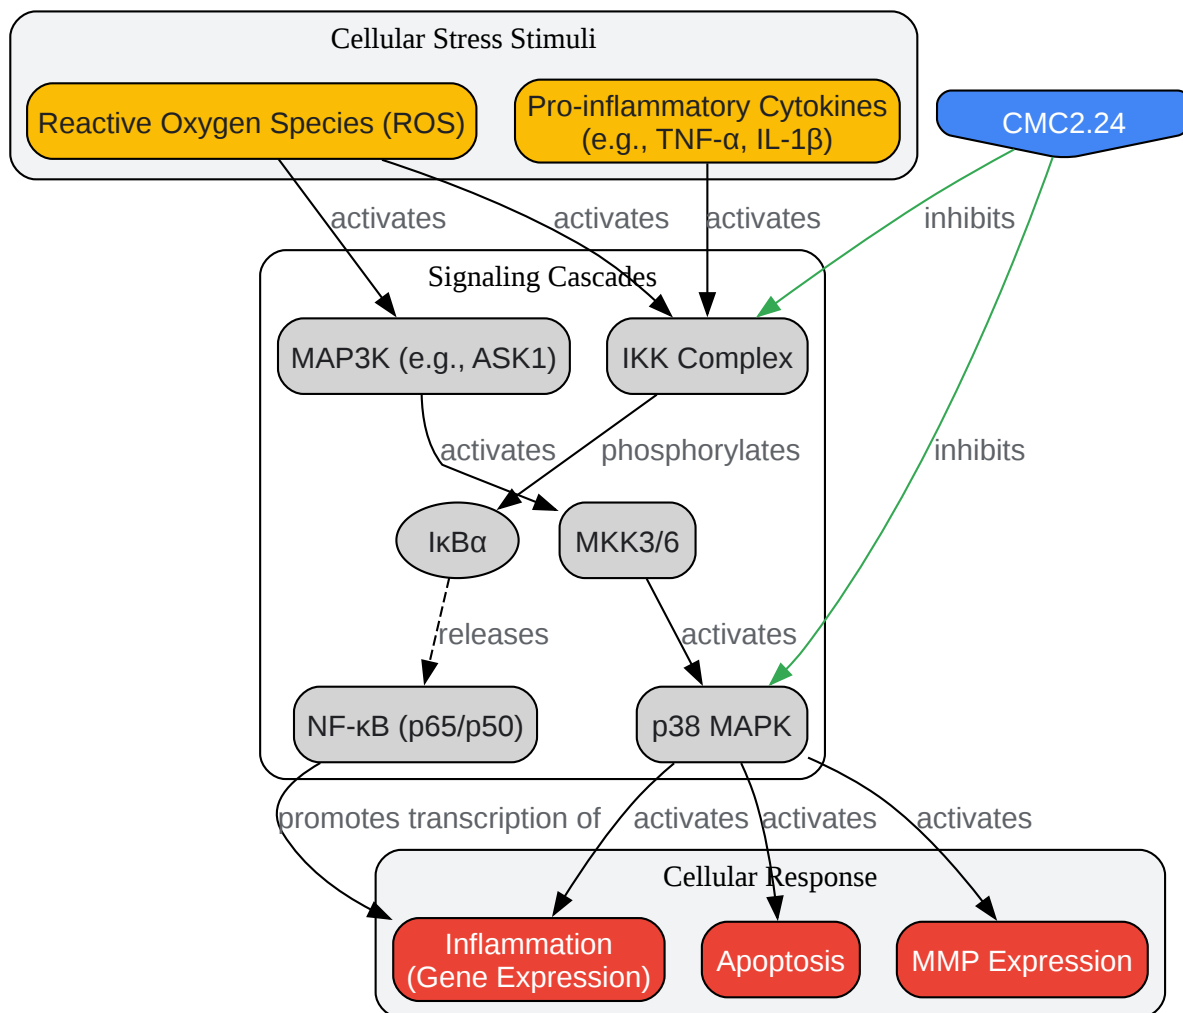 Cellular Stress Stimuli
Reactive Oxygen Species (ROS)
Pro-inflammatory Cytokines
(e.g., TNF-α, IL-1β)
CMC2.24
activates
activates
activates
inhibits
Signaling Cascades
MAP3K (e.g., ASK1)
IKK Complex
activates
phosphorylates
inhibits
IκBα
MKK3/6
releases
activates
NF-κB (p65/p50)
p38 MAPK
promotes transcription of
activates
activates
activates
Cellular Response
Inflammation
(Gene Expression)
Apoptosis
MMP Expression